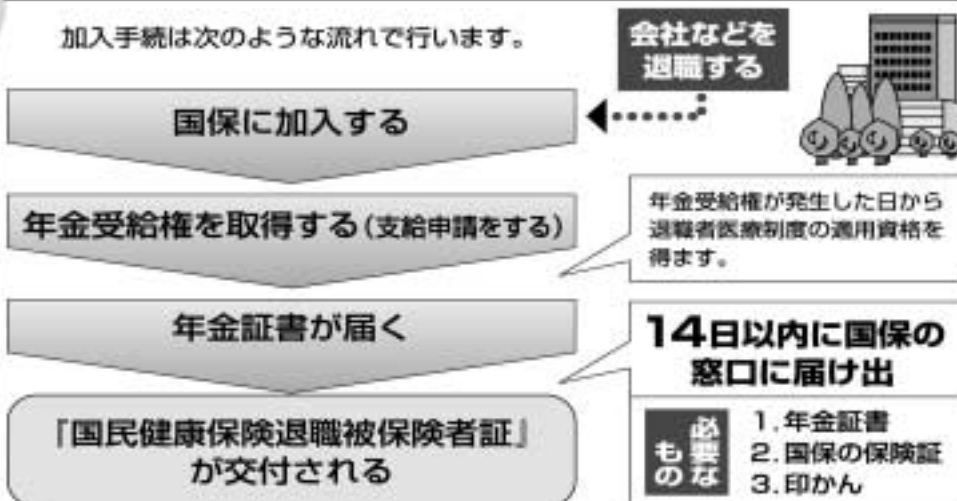 加入手続は次のような流れで行います。
会社などを
退職する
国保に加入する
年金受給権を取得する(支給申請をする)
年金受給権が発生した日から
退職者医療制度の適用資格を
得ます。
年金証書が届く
14日以内に国保の
窓口に届け出
必要な
もの
1.年金証書
2.国保の保険証
3.印かん
『国民健康保険退職被保険者証』
が交付される